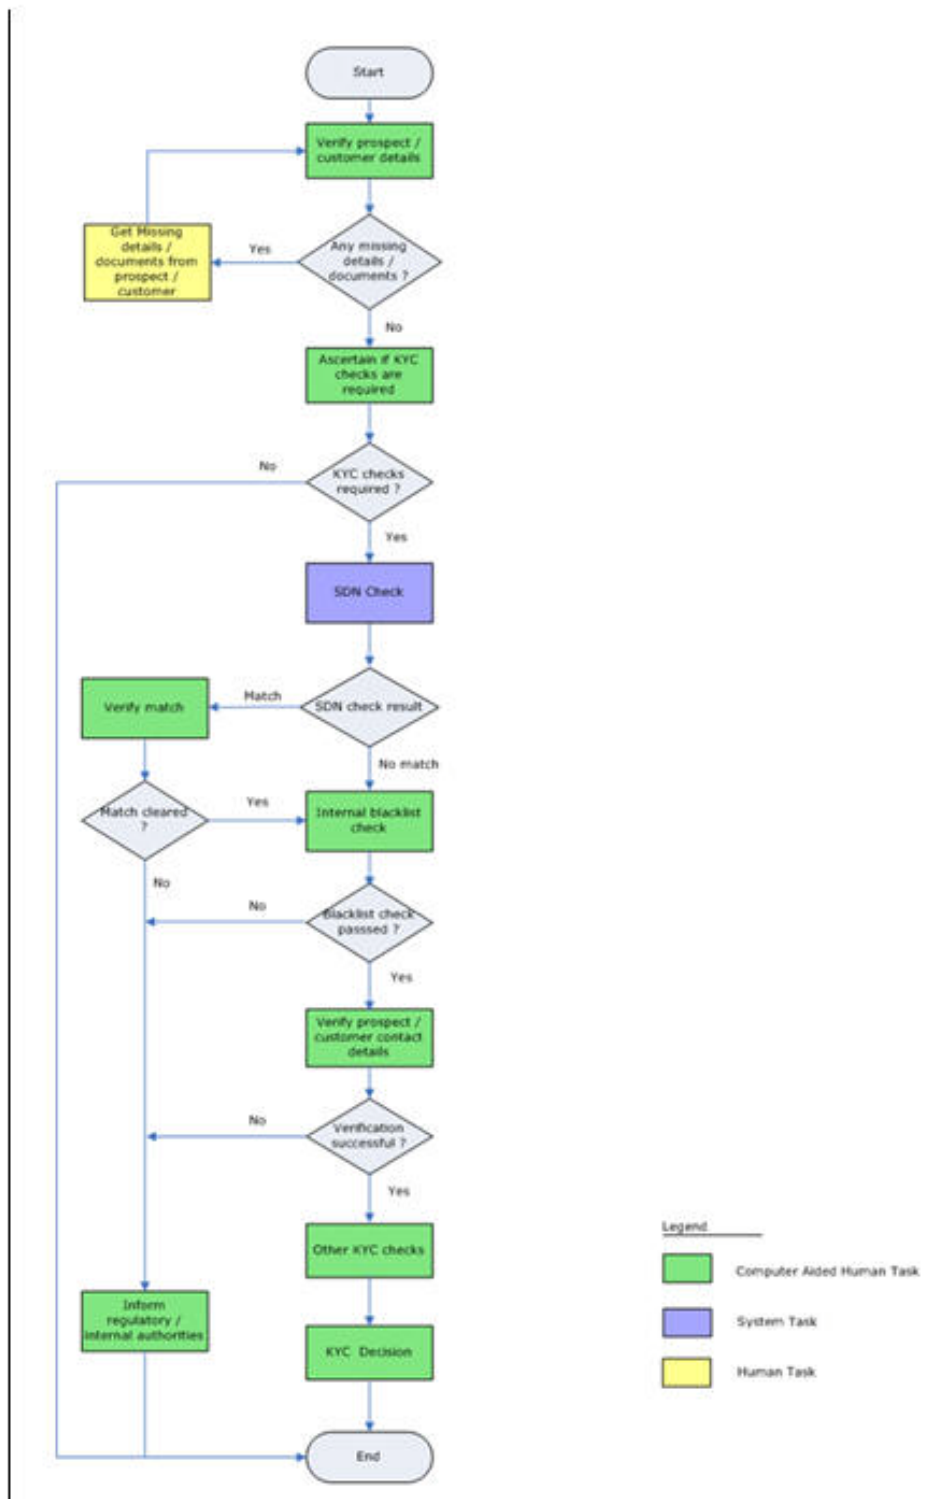 Start
Verify prospect /
customer details
Get Missing
details /
documents from
prospect /
customer
Yes
Any missing
details /
documents ?
No
Ascertain if KYC
checks are
required
No
KYC checks
required ?
Yes
SDN Check
Verify match
Match
SDN check result
No match
Match cleared
?
Yes
Internal blacklist
check
No
No
Blacklist check
passsed ?
Yes
Verify prospect /
customer contact
details
No
Verification
successful ?
Yes
Other KYC checks
Inform
regulatory /
internal authorities
KYC Decision
End
Legend
Computer Aided Human Task
System Task
Human Task